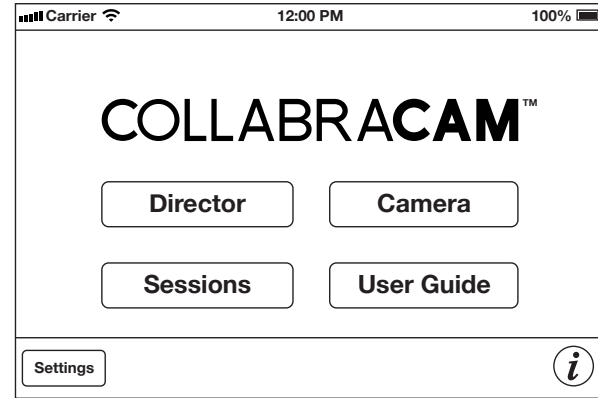 Carrier 12:00 PM 100%
COLLABRACAM™
Director Camera
Sessions User Guide
Settings i